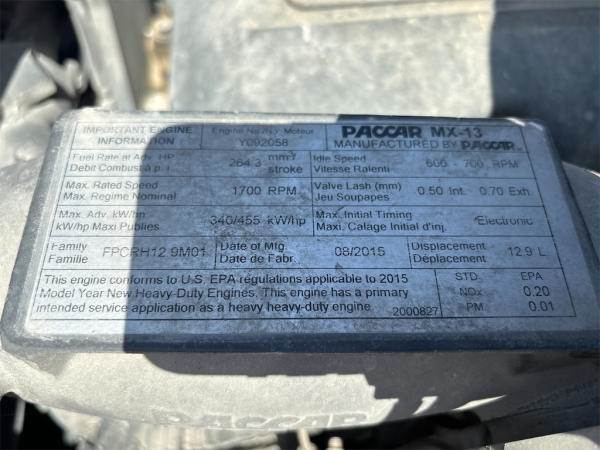 IMPORTANT ENGINE INFORMATION
Engine No./No. Moteur
Y092058
PACCAR MX-13
MANUFACTURED BY PACCAR
Fuel Rate at Adv. HP
Debit Combust à p.i.
264.3 mm³ stroke
Idle Speed
Vitesse Ralenti
600 - 700 RPM
Max. Rated Speed
Max. Regime Nominal
1700 RPM
Valve Lash (mm)
Jeu Soupapes
0.50 Int. 0.70 Exh.
Max. Adv. kW/hp
kW/hp Maxi Publies
340/455 kW/hp
Max. Initial Timing
Maxi. Calage Initial d'inj.
Electronic
Family
Famille
FPCRH12.9M01
Date of Mfg.
Date de Fabr.
08/2015
Displacement
Déplacement
12.9 L
This engine conforms to U.S. EPA regulations applicable to 2015
Model Year New Heavy-Duty Engines. This engine has a primary
intended service application as a heavy heavy-duty engine.
2000827
STD. EPA
NOx 0.20
PM. 0.01
PACCAR